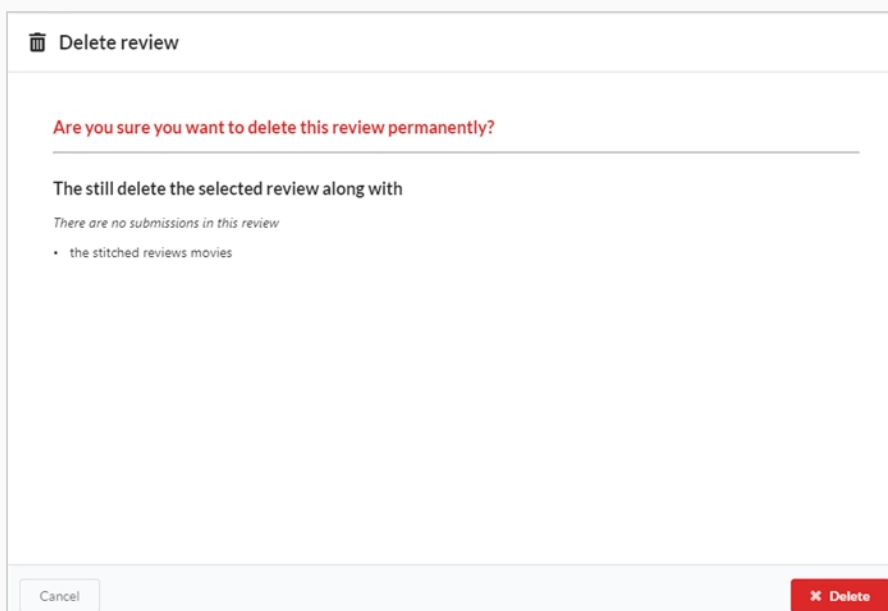 Delete review
Are you sure you want to delete this review permanently?
The still delete the selected review along with
There are no submissions in this review
• the stitched reviews movies
Cancel
✖ Delete